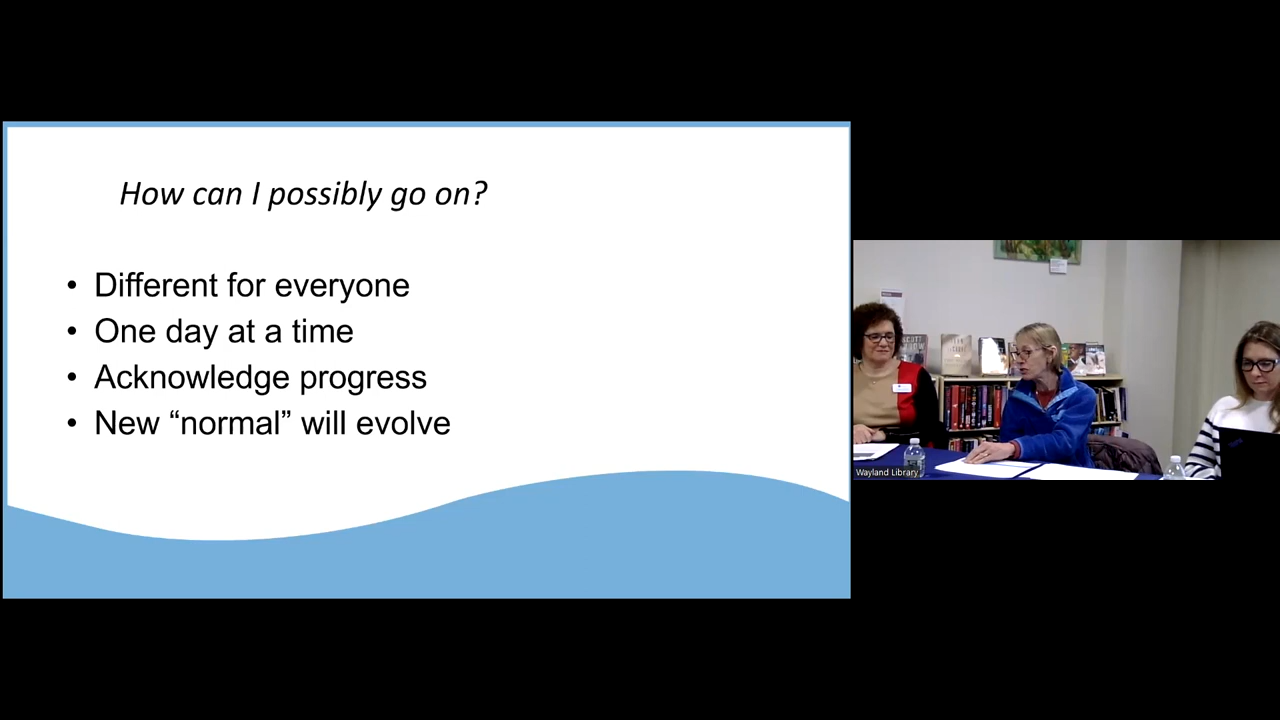 How can I possibly go on?
• Different for everyone
• One day at a time
• Acknowledge progress
• New “normal” will evolve
Wayland Library